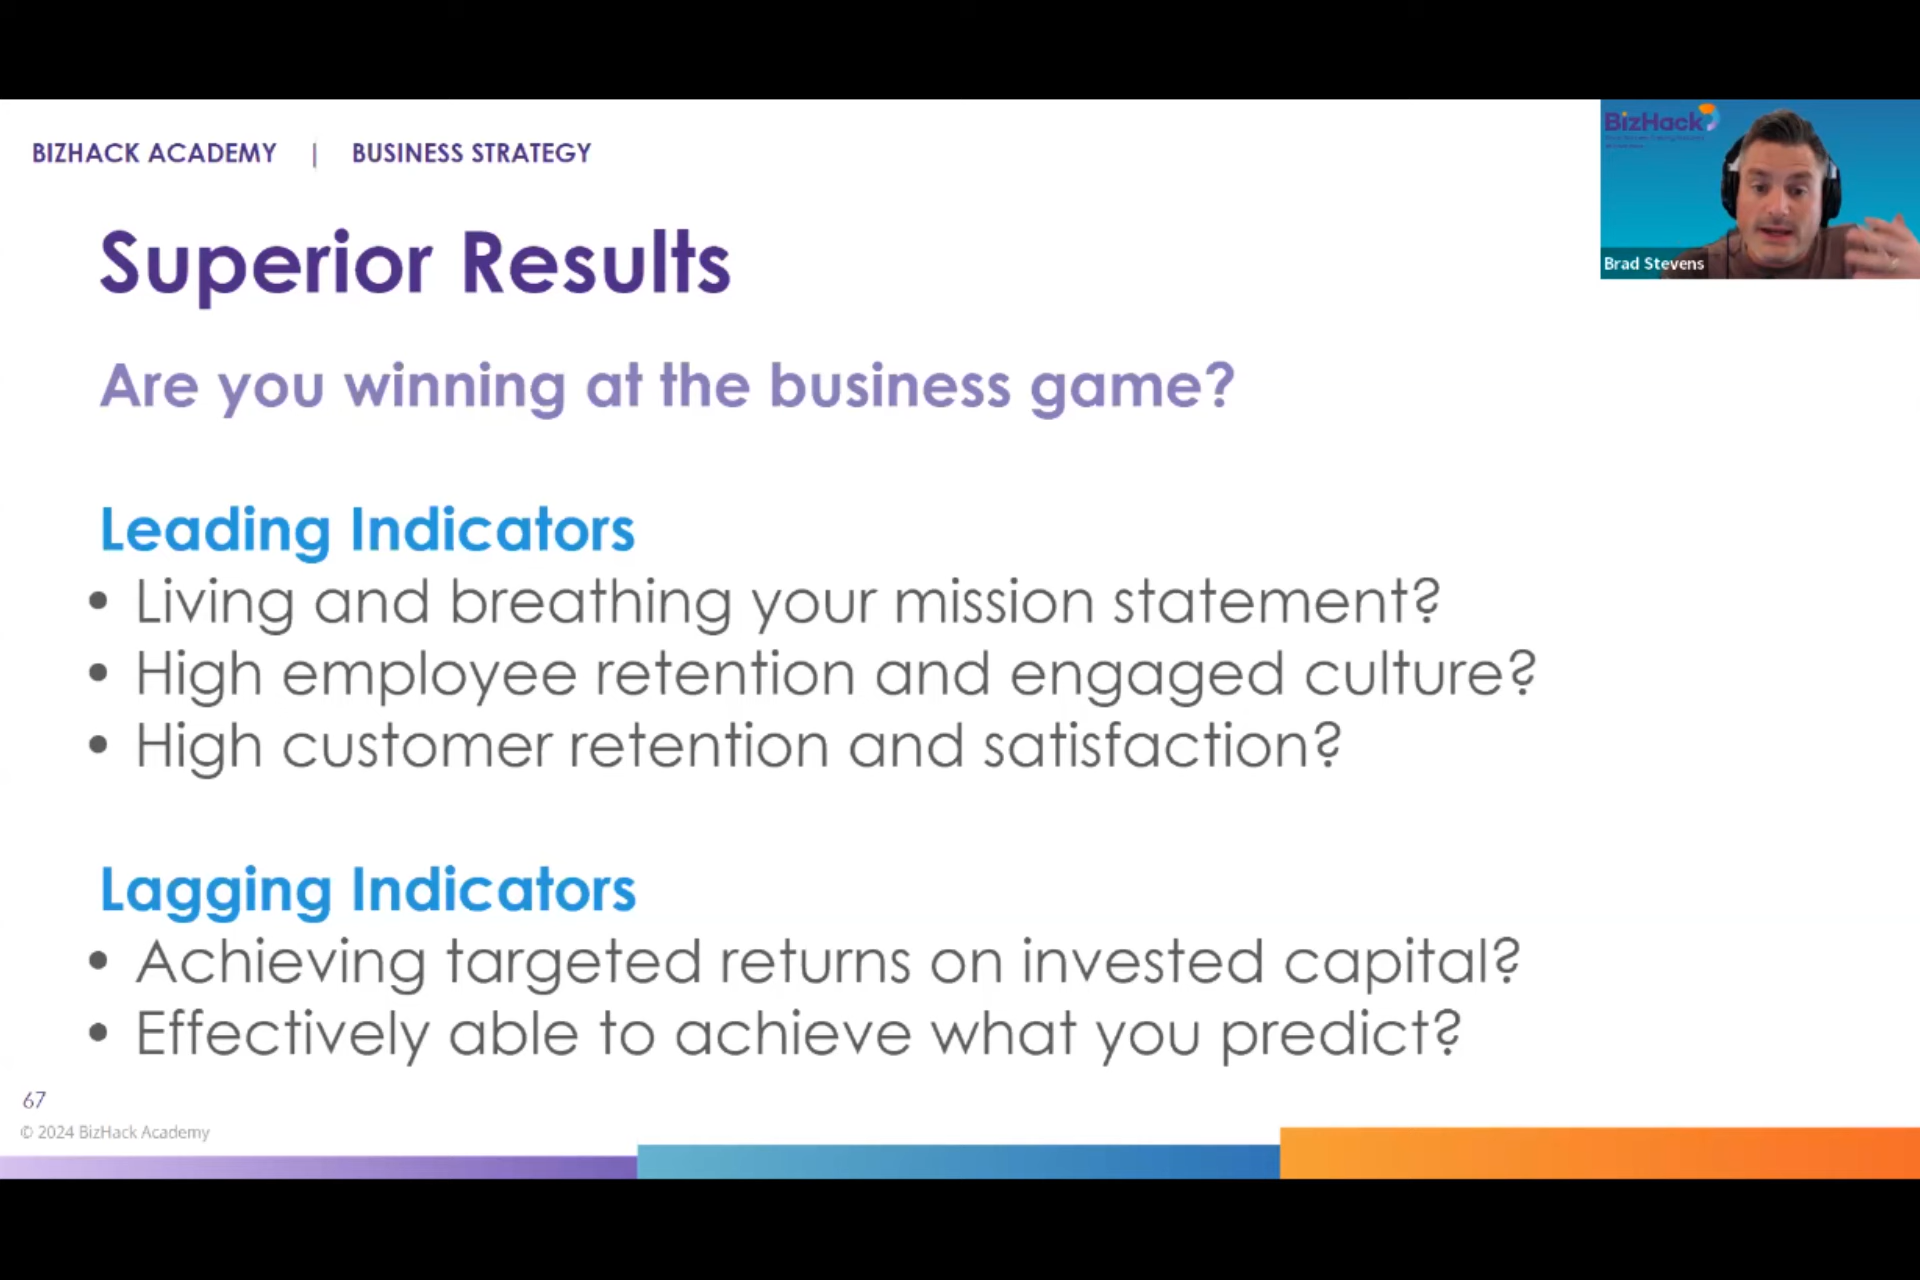 BIZHACK ACADEMY | BUSINESS STRATEGY
BizHack
Brad Stevens
Superior Results
Are you winning at the business game?
Leading Indicators
• Living and breathing your mission statement?
• High employee retention and engaged culture?
• High customer retention and satisfaction?
Lagging Indicators
• Achieving targeted returns on invested capital?
• Effectively able to achieve what you predict?
67
© 2024 BizHack Academy